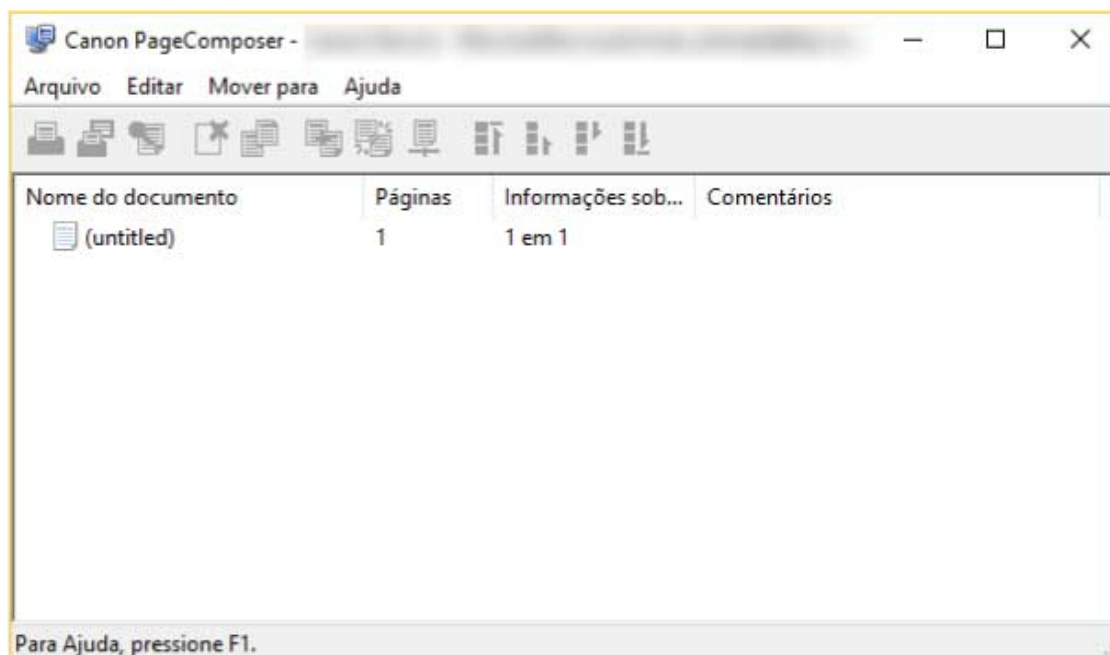 Canon PageComposer -
Arquivo Editar Mover para Ajuda
Nome do documento Páginas Informações sob... Comentários
(untitled) 1 1 em 1
Para Ajuda, pressione F1.